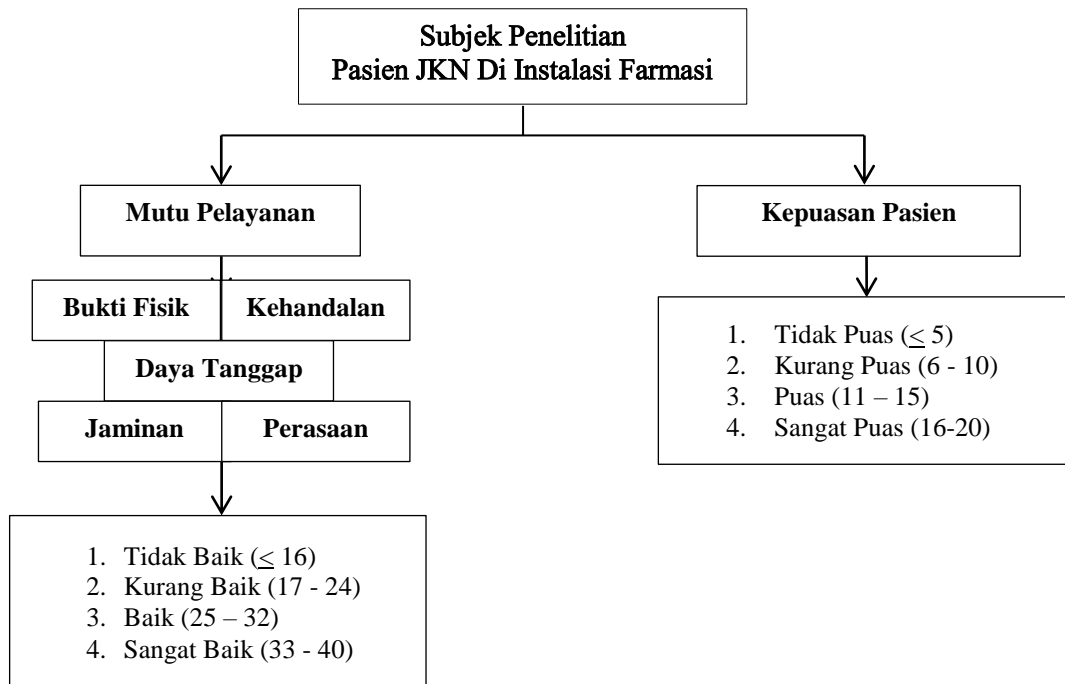 Subjek Penelitian
Pasien JKN Di Instalasi Farmasi
Mutu Pelayanan
Kepuasan Pasien
Bukti Fisik
Kehandalan
Daya Tanggap
Jaminan
Perasaan
1. Tidak Puas (≤ 5)
2. Kurang Puas (6 - 10)
3. Puas (11 – 15)
4. Sangat Puas (16-20)
1. Tidak Baik (≤ 16)
2. Kurang Baik (17 - 24)
3. Baik (25 – 32)
4. Sangat Baik (33 - 40)